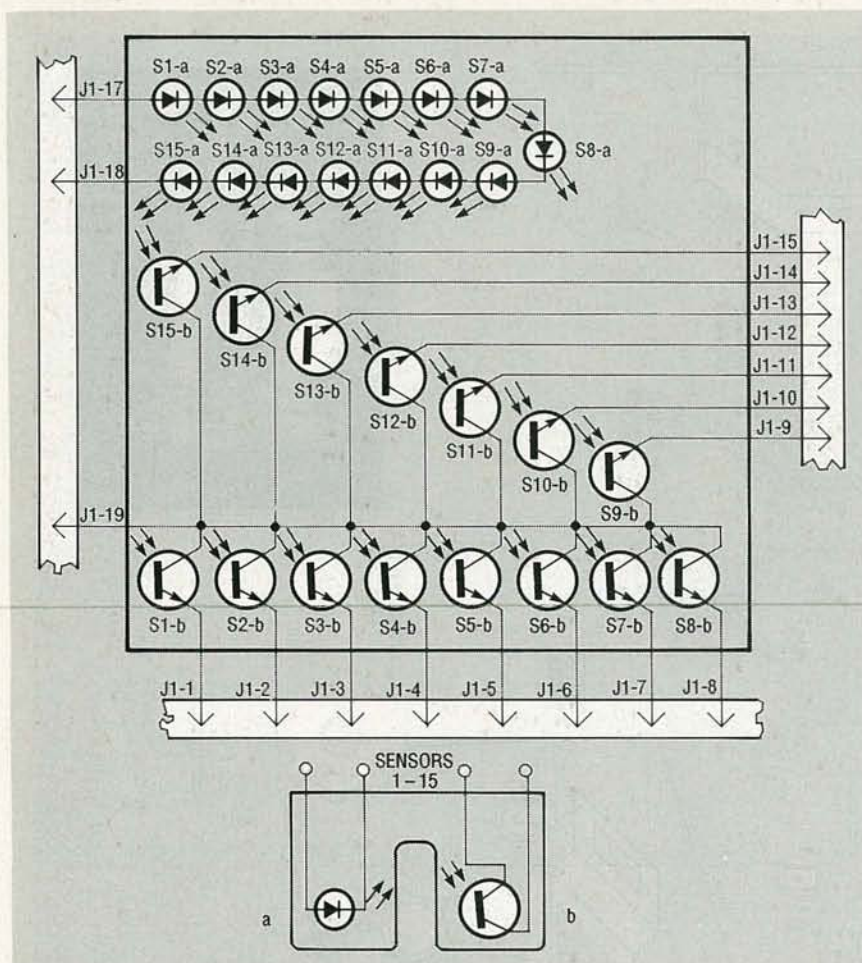 S1-a S2-a S3-a S4-a S5-a S6-a S7-a
J1-17
S8-a
S15-a S14-a S13-a S12-a S11-a S10-a S9-a
J1-18
J1-15
J1-14
J1-13
S15-b
J1-12
S14-b
J1-11
S13-b
J1-10
S12-b
J1-9
S11-b
S10-b
J1-19
S9-b
S1-b S2-b S3-b S4-b S5-b S6-b S7-b S8-b
J1-1 J1-2 J1-3 J1-4 J1-5 J1-6 J1-7 J1-8
SENSORS
1–15
a b